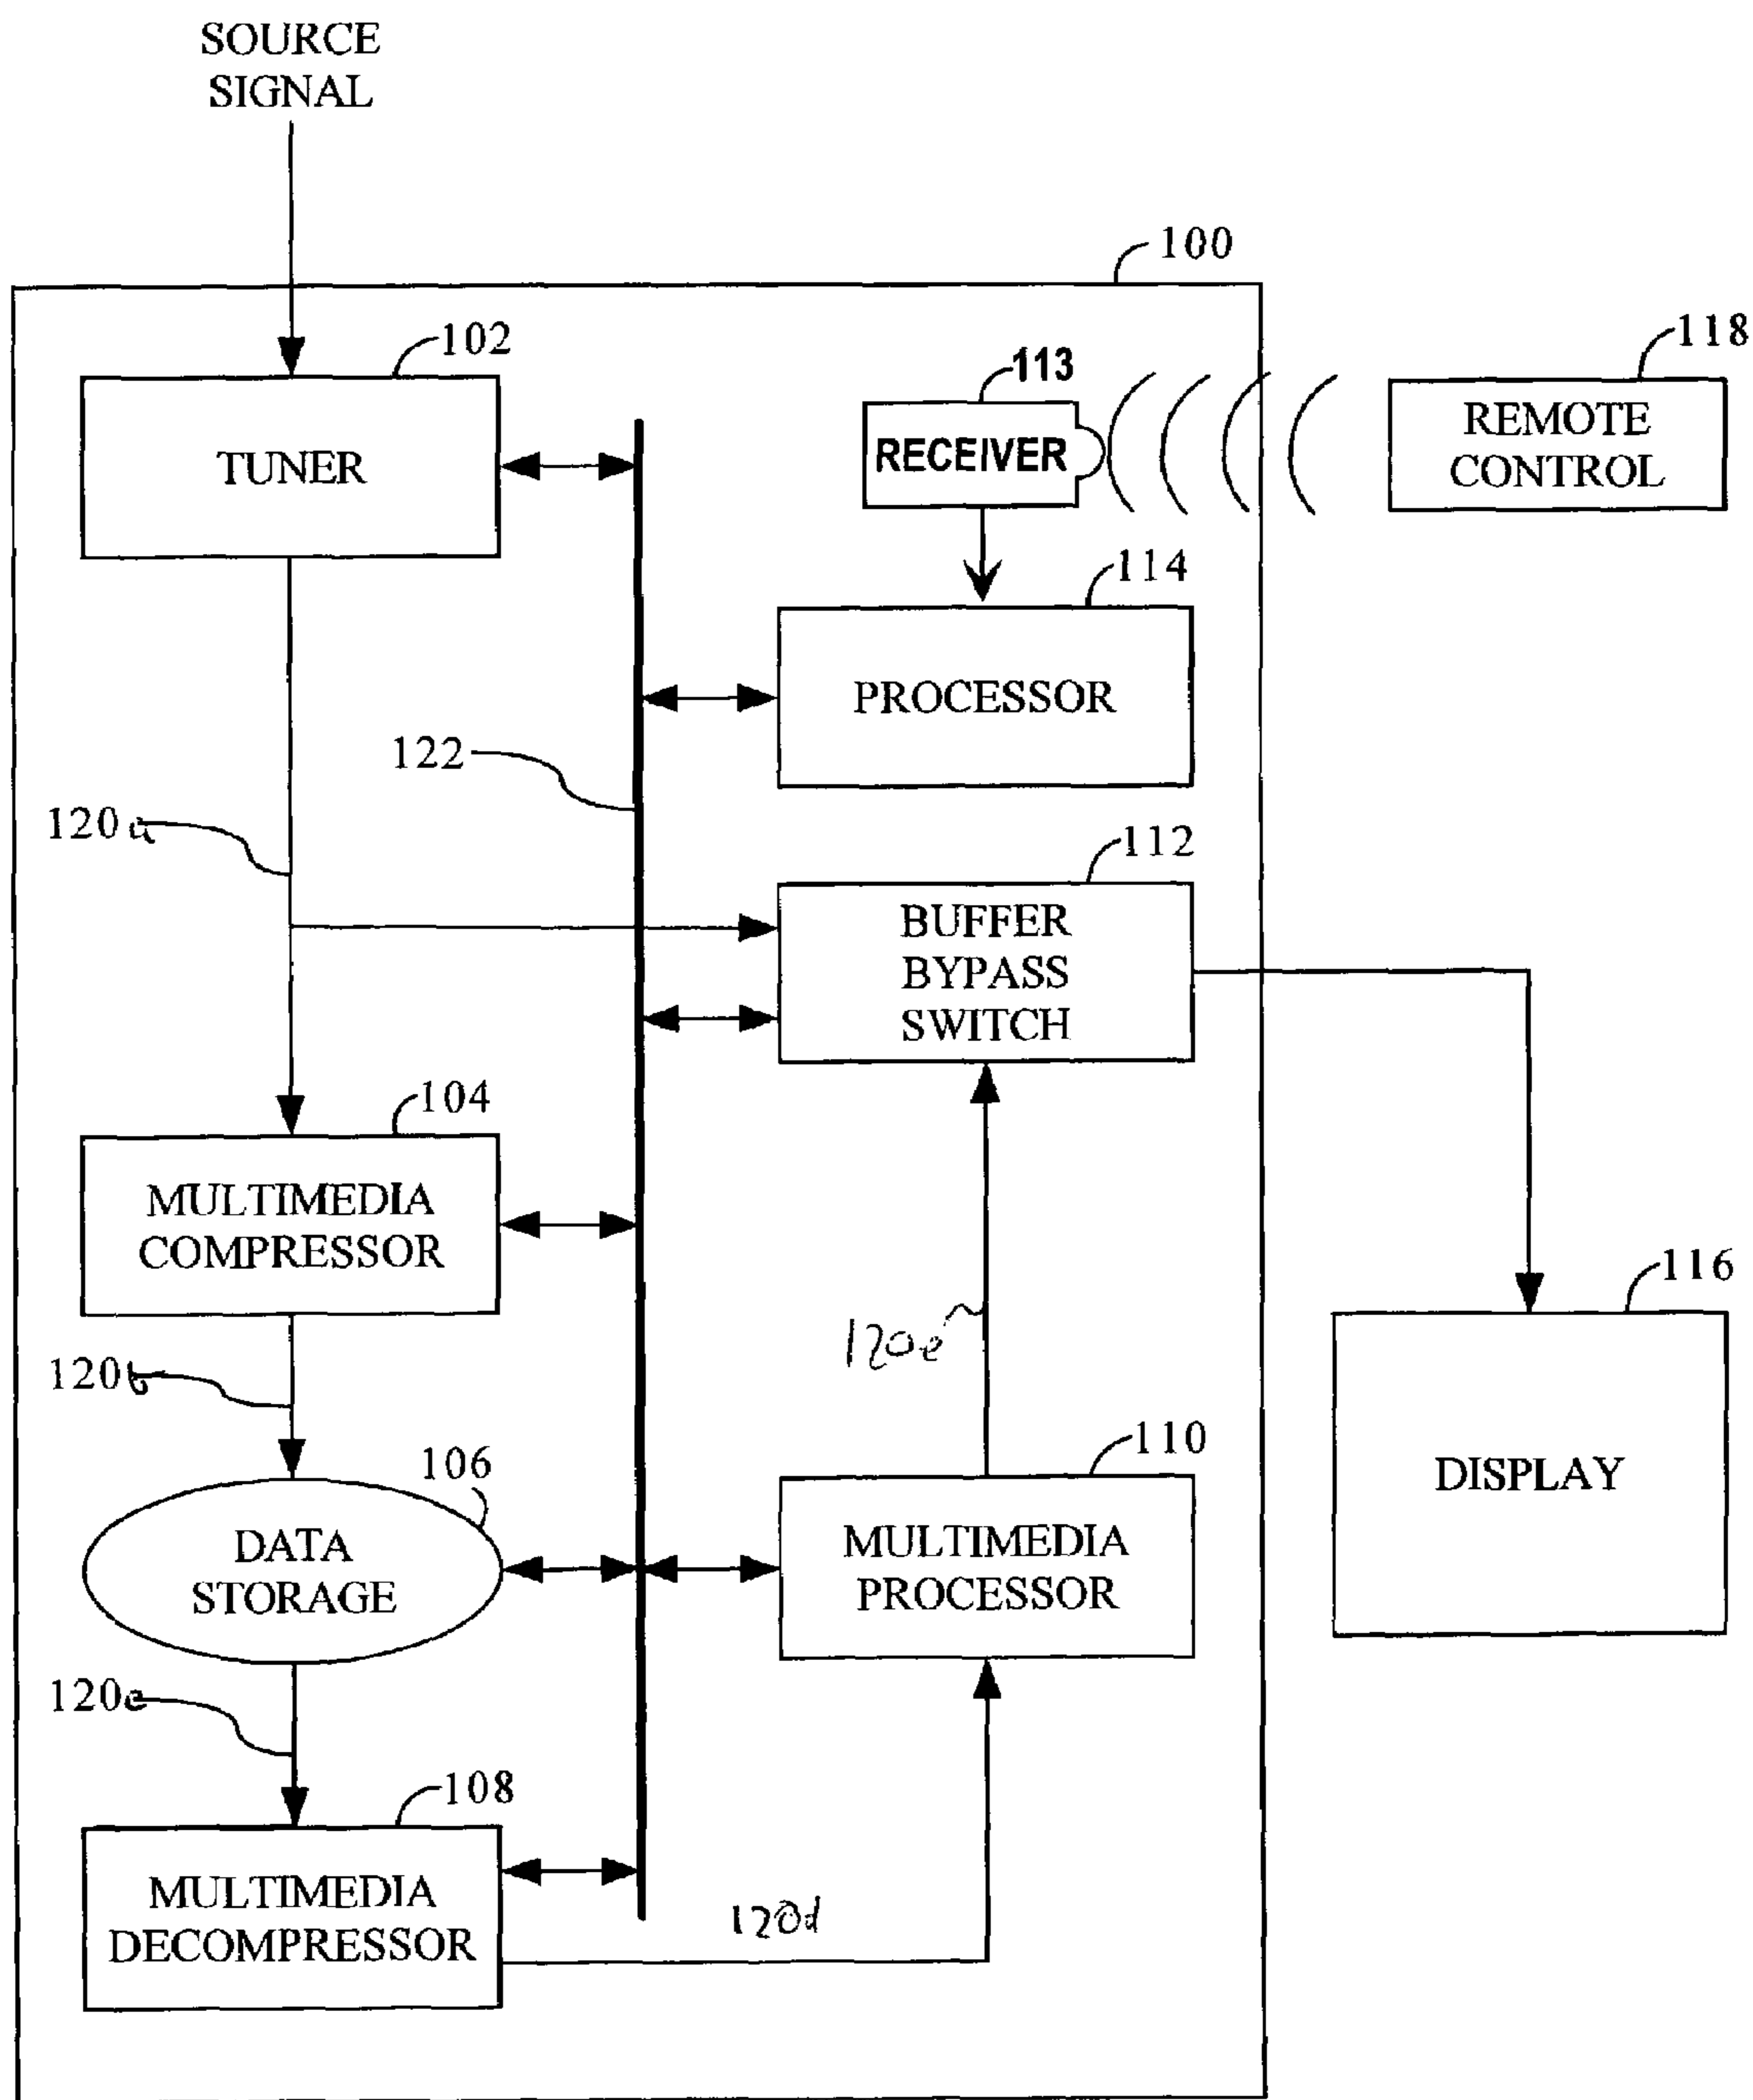 SOURCE
SIGNAL
100
102
TUNER
113
RECEIVER
118
REMOTE
CONTROL
114
PROCESSOR
122
120a
112
BUFFER
BYPASS
SWITCH
104
MULTIMEDIA
COMPRESSOR
116
DISPLAY
120e
120b
110
MULTIMEDIA
PROCESSOR
106
DATA
STORAGE
120c
108
MULTIMEDIA
DECOMPRESSOR
120d